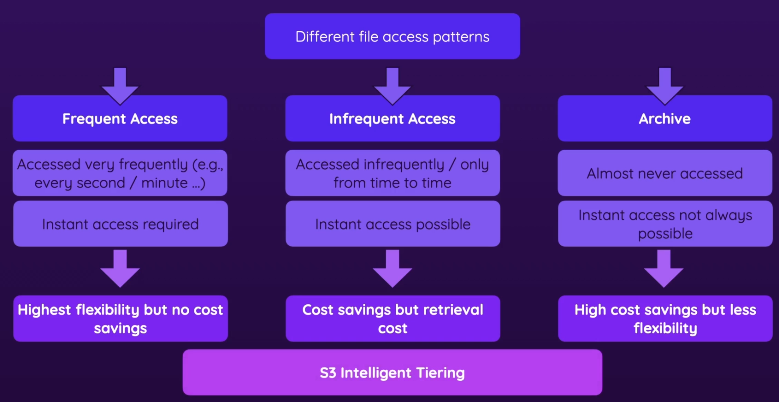 Different file access patterns
Frequent Access
Infrequent Access
Archive
Accessed very frequently (e.g.,
every second / minute ...)
Accessed infrequently / only
from time to time
Almost never accessed
Instant access required
Instant access possible
Instant access not always
possible
Highest flexibility but no cost
savings
Cost savings but retrieval
cost
High cost savings but less
flexibility
S3 Intelligent Tiering